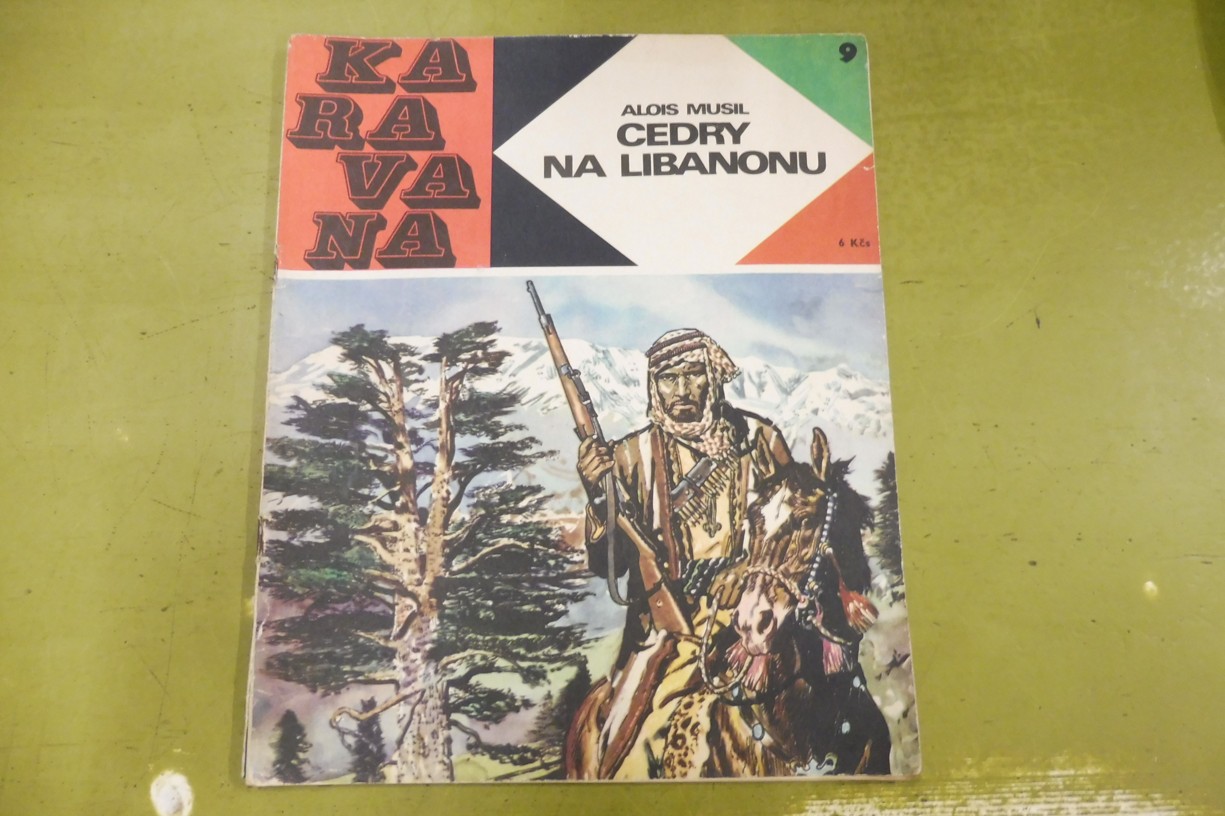 KA
RA
VA
NA
9
ALOIS MUSIL
CEDRY
NA LIBANONU
6 Kčs